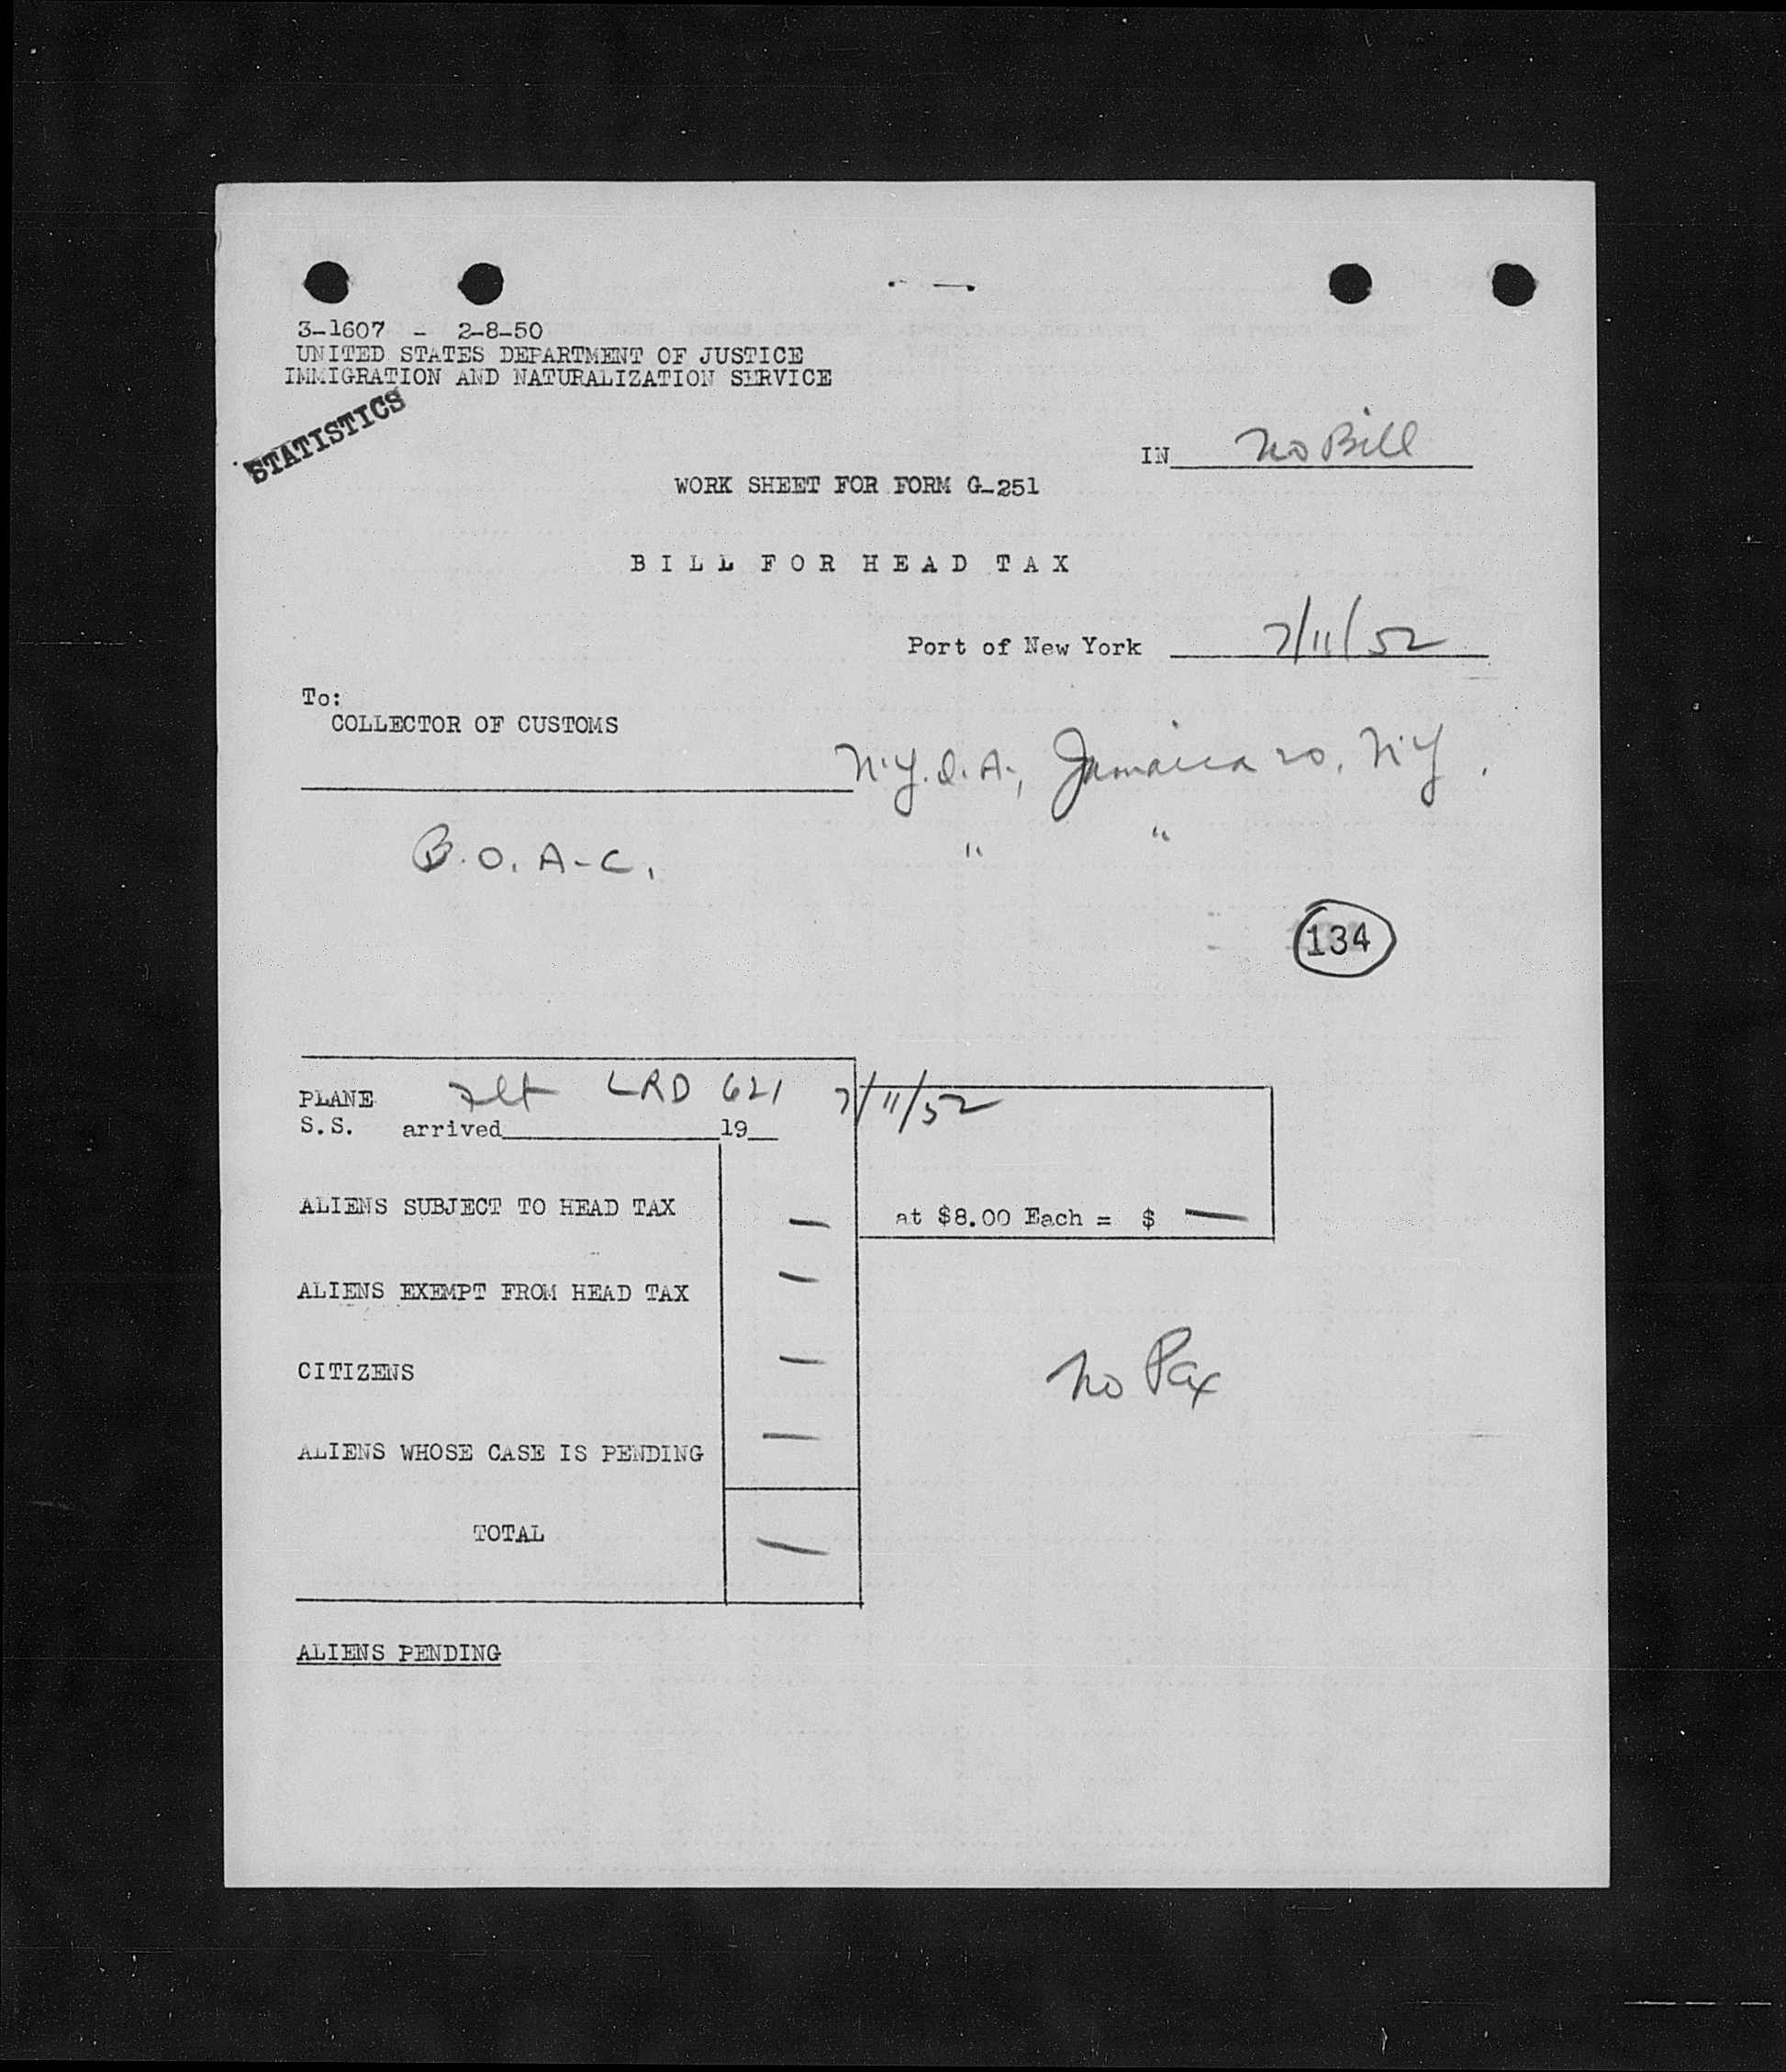 3-1607 - 2-8-50
UNITED STATES DEPARTMENT OF JUSTICE
IMMIGRATION AND NATURALIZATION SERVICE
STATISTICS
IN No Bill
WORK SHEET FOR FORM G-251
BILL FOR HEAD TAX
Port of New York 7/11/52
To:
COLLECTOR OF CUSTOMS
N.Y.I.A., Jamaica 20, N.Y.
B.O.A.C. " "
134
PLANE Flt LRD 621 7/11/52
S.S. arrived 19
ALIENS SUBJECT TO HEAD TAX — at $8.00 Each = $ —
ALIENS EXEMPT FROM HEAD TAX —
CITIZENS —
No Pax
ALIENS WHOSE CASE IS PENDING —
TOTAL —
ALIENS PENDING